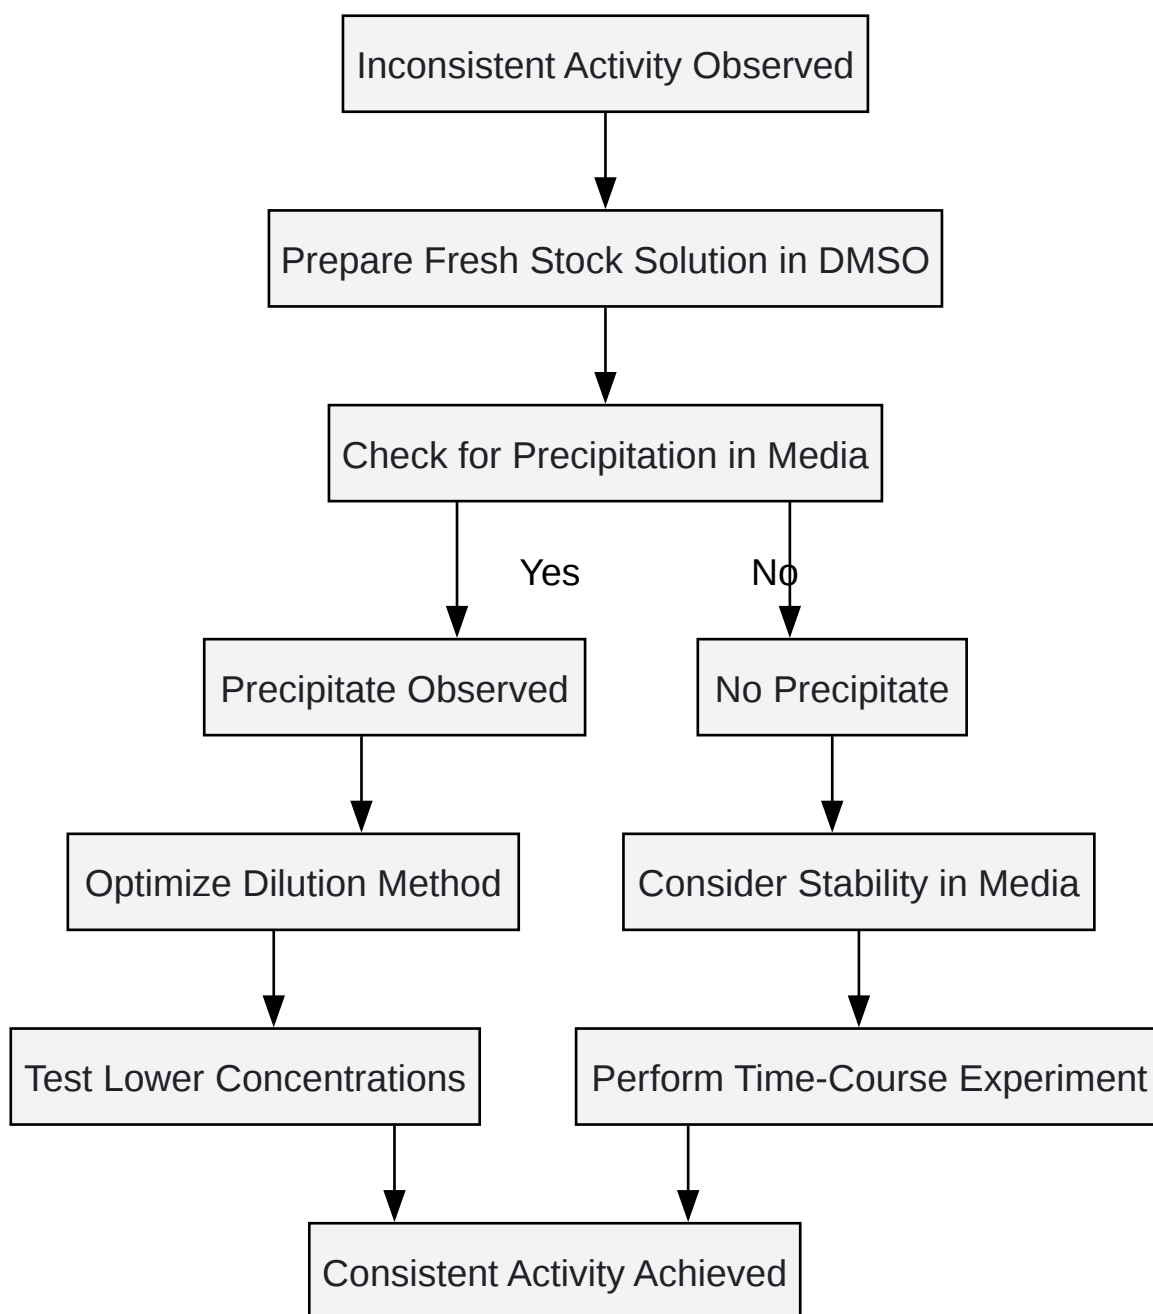 Inconsistent Activity Observed
Prepare Fresh Stock Solution in DMSO
Check for Precipitation in Media
Yes
No
Precipitate Observed
No Precipitate
Optimize Dilution Method
Consider Stability in Media
Test Lower Concentrations
Perform Time-Course Experiment
Consistent Activity Achieved